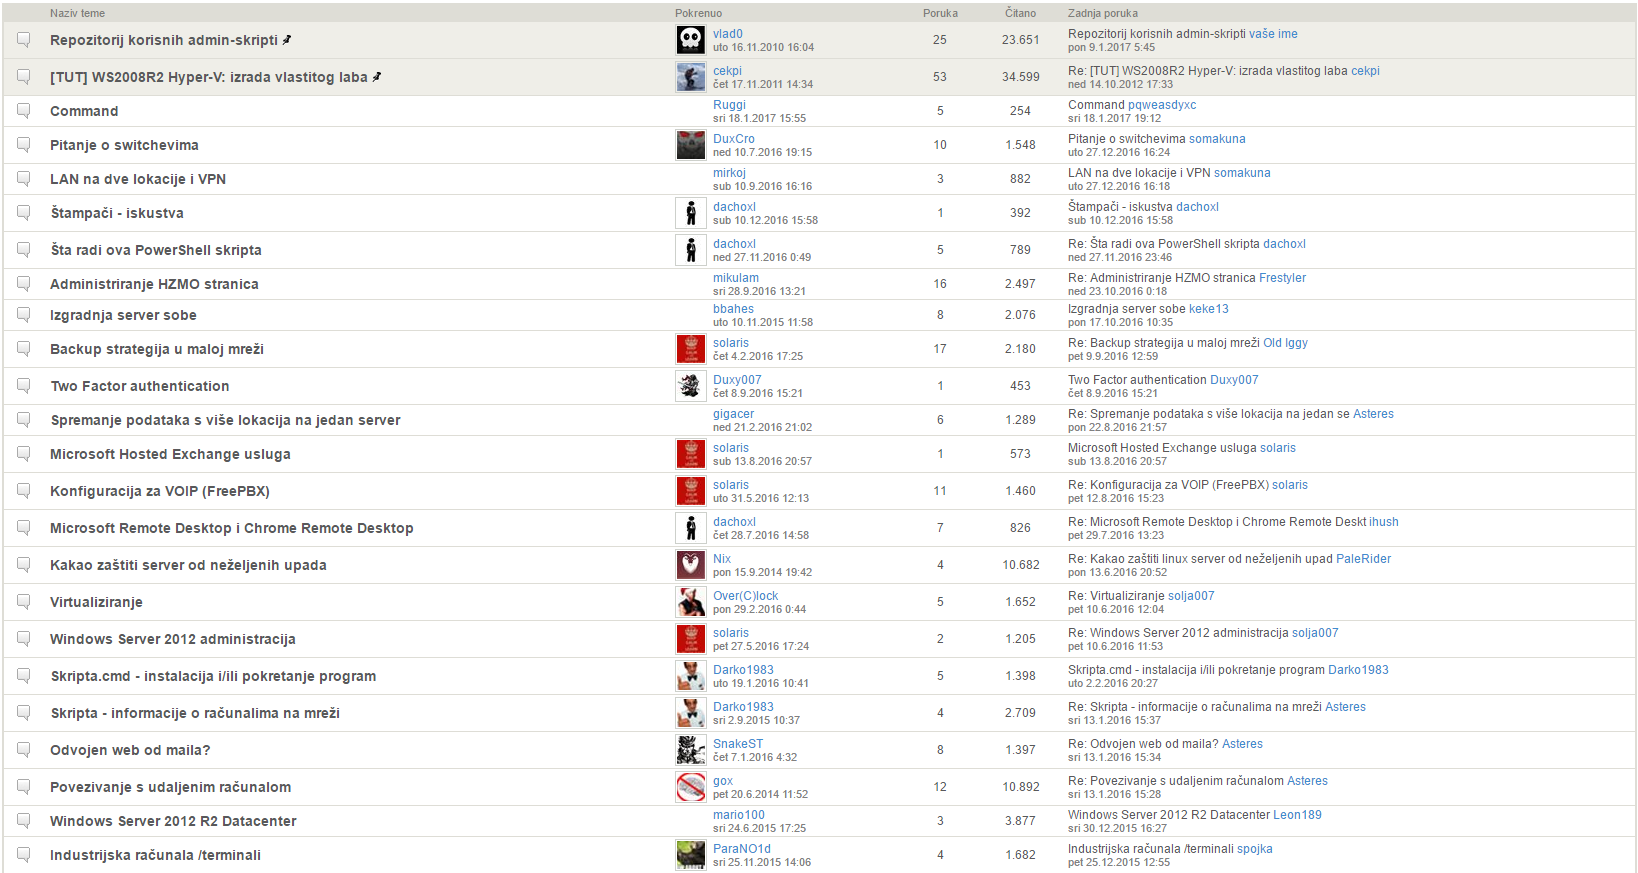 Naziv teme Pokrenuo Poruka Čitano Zadnja poruka
Repozitorij korisnih admin-skripti vlad0 25 23.651 Repozitorij korisnih admin-skripti vaše ime
uto 16.11.2010 16:04 pon 9.1.2017 5:45
[TUT] WS2008R2 Hyper-V: izrada vlastitog laba cekpi 53 34.599 Re: [TUT] WS2008R2 Hyper-V: izrada vlastitog laba cekpi
čet 17.11.2011 14:34 ned 14.10.2012 17:33
Command Ruggi 5 254 Command pqweasdyxc
sri 18.1.2017 15:55 sri 18.1.2017 19:12
Pitanje o switchevima DuxCro 10 1.548 Pitanje o switchevima somakuna
ned 10.7.2016 19:15 uto 27.12.2016 16:24
LAN na dve lokacije i VPN mirkoj 3 882 LAN na dve lokacije i VPN somakuna
sub 10.9.2016 16:16 uto 27.12.2016 16:18
Štampači - iskustva dachoxl 1 392 Štampači - iskustva dachoxl
sub 10.12.2016 15:58 sub 10.12.2016 15:58
Šta radi ova PowerShell skripta dachoxl 5 789 Re: Šta radi ova PowerShell skripta dachoxl
ned 27.11.2016 0:49 ned 27.11.2016 23:46
Administriranje HZMO stranica mikulam 16 2.497 Re: Administriranje HZMO stranica Frestyler
sri 28.9.2016 13:21 ned 23.10.2016 0:18
Izgradnja server sobe bbahes 8 2.076 Izgradnja server sobe keke13
uto 10.11.2015 11:58 pon 17.10.2016 10:35
Backup strategija u maloj mreži solaris 17 2.180 Re: Backup strategija u maloj mreži Old Iggy
čet 4.2.2016 17:25 pet 9.9.2016 12:59
Two Factor authentication Duxy007 1 453 Two Factor authentication Duxy007
čet 8.9.2016 15:21 čet 8.9.2016 15:21
Spremanje podataka s više lokacija na jedan server gigacer 6 1.289 Re: Spremanje podataka s više lokacija na jedan se Asteres
ned 21.2.2016 21:02 pon 22.8.2016 21:57
Microsoft Hosted Exchange usluga solaris 1 573 Microsoft Hosted Exchange usluga solaris
sub 13.8.2016 20:57 sub 13.8.2016 20:57
Konfiguracija za VOIP (FreePBX) solaris 11 1.460 Re: Konfiguracija za VOIP (FreePBX) solaris
uto 31.5.2016 12:13 pet 12.8.2016 15:23
Microsoft Remote Desktop i Chrome Remote Desktop dachoxl 7 826 Re: Microsoft Remote Desktop i Chrome Remote Deskt ihush
čet 28.7.2016 14:58 pet 29.7.2016 13:23
Kakao zaštiti server od neželjenih upada Nix 4 10.682 Re: Kakao zaštiti linux server od neželjenih upad PaleRider
pon 15.9.2014 19:42 pon 13.6.2016 20:52
Virtualiziranje Over(C)lock 5 1.652 Re: Virtualiziranje solja007
pon 29.2.2016 0:44 pet 10.6.2016 12:04
Windows Server 2012 administracija solaris 2 1.205 Re: Windows Server 2012 administracija solja007
pet 27.5.2016 17:24 pet 10.6.2016 11:53
Skripta.cmd - instalacija i/ili pokretanje program Darko1983 5 1.398 Skripta.cmd - instalacija i/ili pokretanje program Darko1983
uto 19.1.2016 10:41 uto 2.2.2016 20:27
Skripta - informacije o računalima na mreži Darko1983 4 2.709 Re: Skripta - informacije o računalima na mreži Asteres
sri 2.9.2015 10:37 sri 13.1.2016 15:37
Odvojen web od maila? SnakeST 8 1.397 Re: Odvojen web od maila? Asteres
čet 7.1.2016 4:32 sri 13.1.2016 15:34
Povezivanje s udaljenim računalom gox 12 10.892 Re: Povezivanje s udaljenim računalom Asteres
pet 20.6.2014 11:52 sri 13.1.2016 15:28
Windows Server 2012 R2 Datacenter mario100 3 3.877 Windows Server 2012 R2 Datacenter Leon189
sri 24.6.2015 17:25 sri 30.12.2015 16:27
Industrijska računala /terminali ParaNO1d 4 1.682 Industrijska računala /terminali spojka
sri 25.11.2015 14:06 pet 25.12.2015 12:55